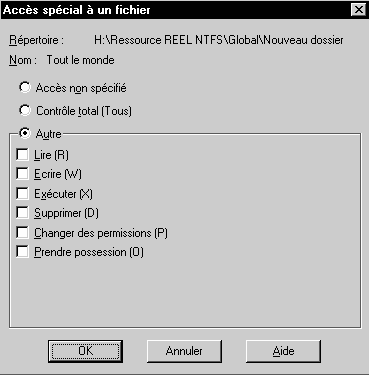 Accès spécial à un fichier
Répertoire : H:\Ressource REEL NTFS\Global\Nouveau dossier
Nom : Tout le monde
Accès non spécifié
Contrôle total (Tous)
Autre
Lire (R)
Ecrire (W)
Exécuter (X)
Supprimer (D)
Changer des permissions (P)
Prendre possession (O)
OK Annuler Aide